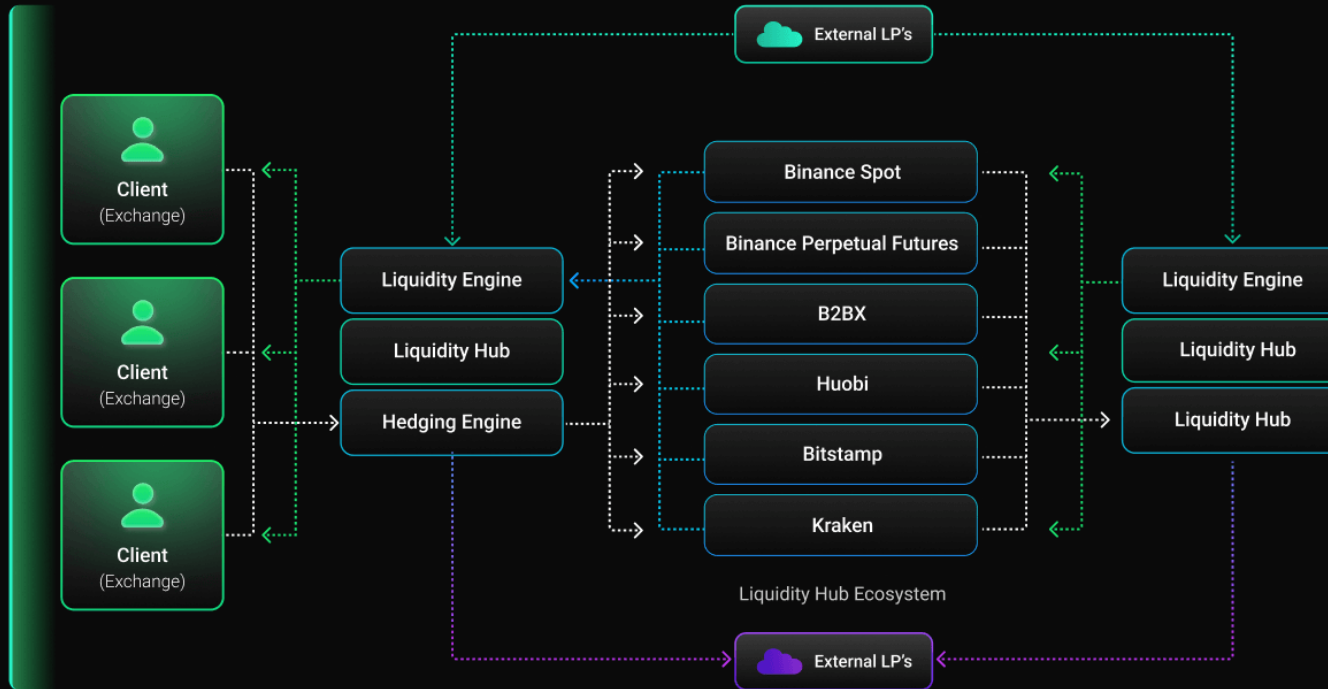 External LP's
Client
(Exchange)
Client
(Exchange)
Client
(Exchange)
Liquidity Engine
Liquidity Hub
Hedging Engine
Binance Spot
Binance Perpetual Futures
B2BX
Huobi
Bitstamp
Kraken
Liquidity Hub Ecosystem
Liquidity Engine
Liquidity Hub
Liquidity Hub
External LP's